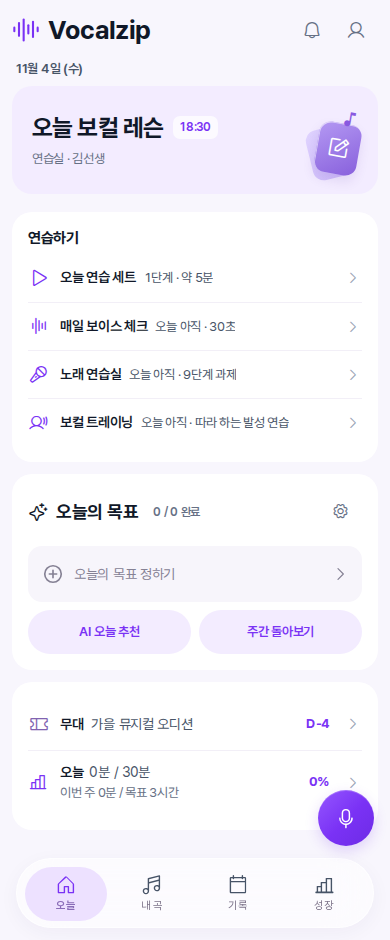 Vocalzip
11월 4일 (수)
오늘 보컬 레슨 18:30
연습실 · 김선생
연습하기
오늘 연습 세트 1단계 · 약 5분
매일 보이스 체크 오늘 아직 · 30초
노래 연습실 오늘 아직 · 9단계 과제
보컬 트레이닝 오늘 아직 · 따라 하는 발성 연습
오늘의 목표 0 / 0 완료
오늘의 목표 정하기
AI 오늘 추천 주간 돌아보기
무대 가을 뮤지컬 오디션 D-4
오늘 0분 / 30분 0%
이번 주 0분 / 목표 3시간
오늘 내 곡 기록 성장